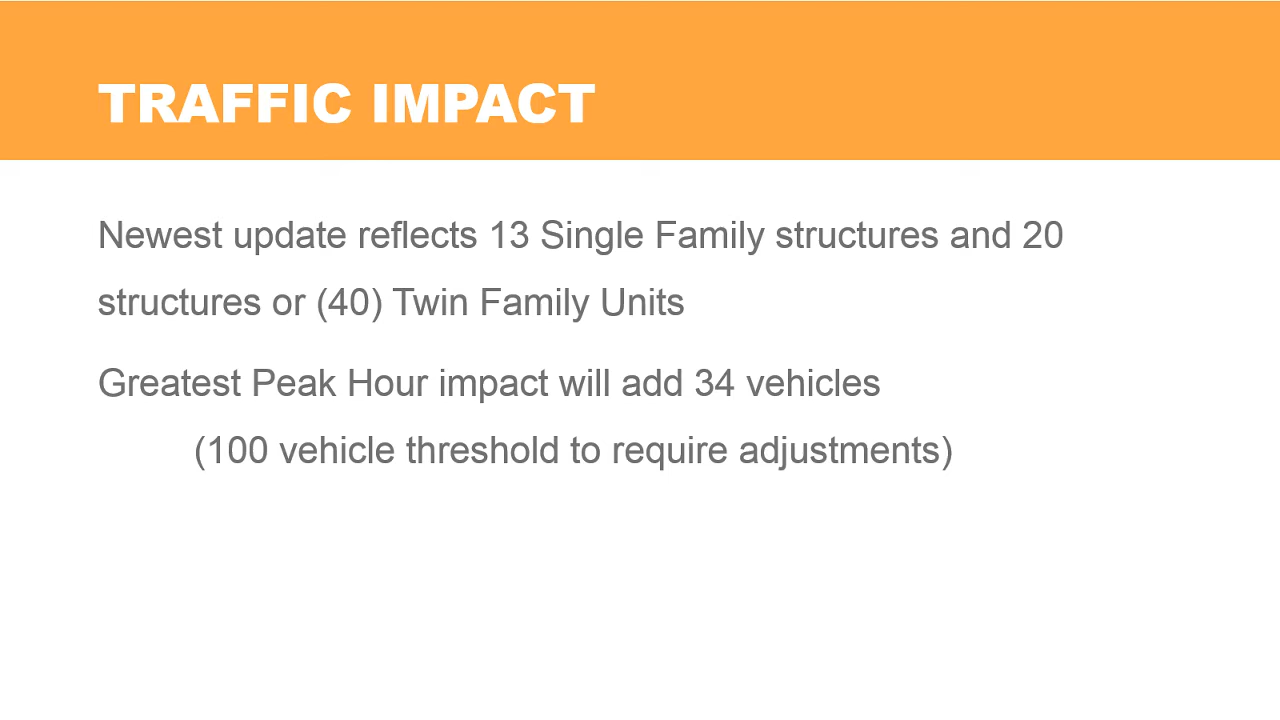 TRAFFIC IMPACT
Newest update reflects 13 Single Family structures and 20
structures or (40) Twin Family Units
Greatest Peak Hour impact will add 34 vehicles
(100 vehicle threshold to require adjustments)